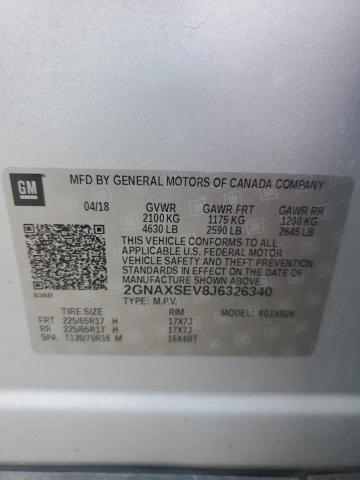 GM
MFD BY GENERAL MOTORS OF CANADA COMPANY
04/18 GVWR GAWR FRT GAWR RR
2100 KG 1175 KG 1200 KG
4630 LB 2590 LB 2645 LB
THIS VEHICLE CONFORMS TO ALL
APPLICABLE U.S. FEDERAL MOTOR
VEHICLE SAFETY AND THEFT PREVENTION
STANDARDS IN EFFECT ON THE DATE
OF MANUFACTURE SHOWN ABOVE.
2GNAXSEV8J6326340
TYPE: M.P.V.
TIRE SIZE RIM MODEL: 601XR26
FRT 225/65R17 H 17X7J
RR 225/65R17 H 17X7J
SPA T135/70R16 M 16X4BT